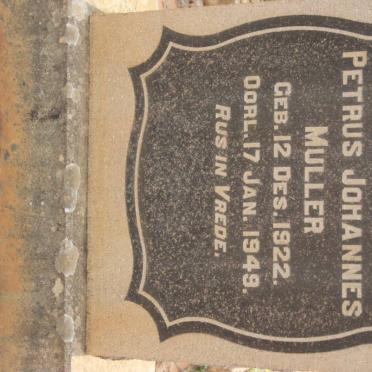 PETRUS JOHANNES
MULLER
GEB. 12 DES. 1922.
OORL. 17 JAN. 1949.
RUS IN VREDE.